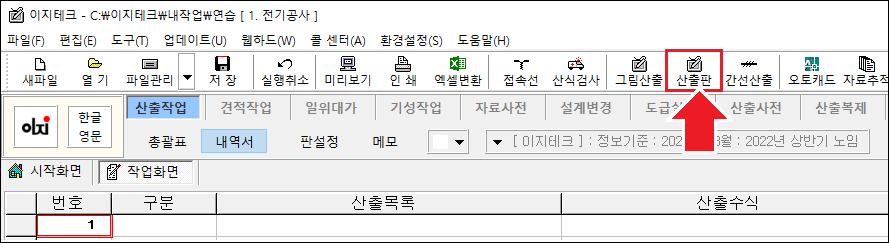 이지테크 - C:\이지테크\내작업\연습 [ 1. 전기공사 ]
파일(F) 편집(E) 도구(T) 업데이트(U) 웹하드(W) 콜 센터(A) 환경설정(S) 도움말(H)
새파일 열 기 파일관리 저 장 실행취소 미리보기 인 쇄 엑셀변환 접속선 산식검사 그림산출 산출판 간선산출 오토캐드 자료추적
산출작업 견적작업 일위대가 기성작업 자료사전 설계변경 산출사전 산출복제
한글
영문
총괄표 내역서 판설정 메모 [ 이지테크 ] : 정보기준 : 월 : 2022년 상반기 노임
시작화면 작업화면
번호 구분 산출목록 산출수식
1